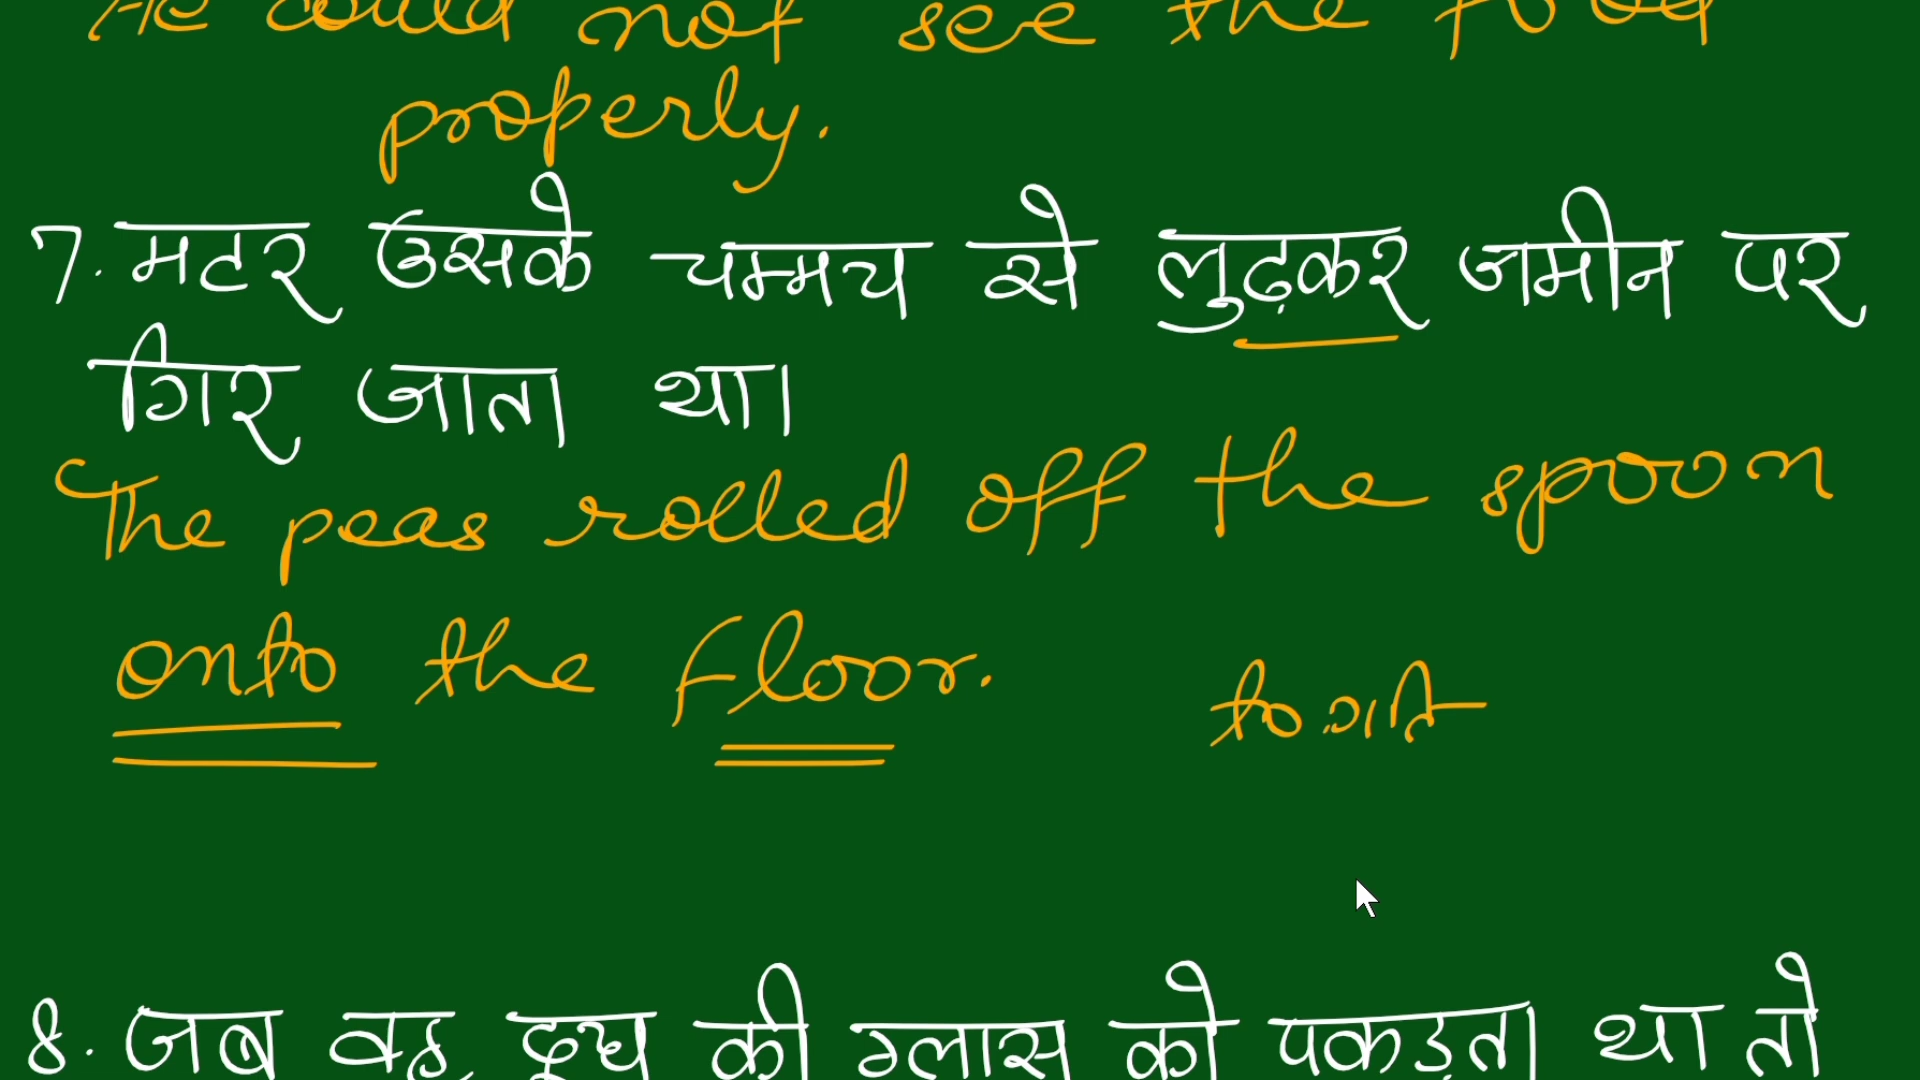 He could not see the food
properly.
7. मटर उसके चम्मच से लुढ़कर जमीन पर
गिर जाता था।
The peas rolled off the spoon
onto the floor.
to गति
8. जब वह दूध की ग्लास को पकड़ता था तो